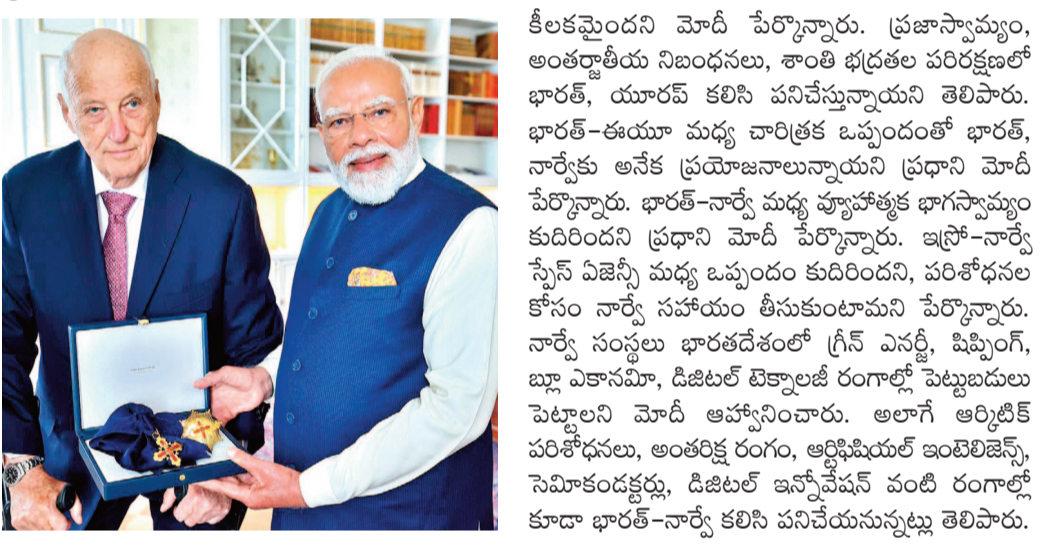 కీలకమైందని మోదీ పేర్కొన్నారు. ప్రజాస్వామ్యం,
అంతర్జాతీయ నిబంధనలు, శాంతి భద్రతల పరిరక్షణలో
భారత్, యూరప్ కలిసి పనిచేస్తున్నాయని తెలిపారు.
భారత్-ఈయూ మధ్య చారిత్రక ఒప్పందంతో భారత్,
నార్వేకు అనేక ప్రయోజనాలున్నాయని ప్రధాని మోదీ
పేర్కొన్నారు. భారత్-నార్వే మధ్య వ్యూహాత్మక భాగస్వామ్యం
కుదిరిందని ప్రధాని మోదీ పేర్కొన్నారు. ఇస్రో-నార్వే
స్పేస్ ఏజెన్సీ మధ్య ఒప్పందం కుదిరిందని, పరిశోధనల
కోసం నార్వే సహాయం తీసుకుంటామని పేర్కొన్నారు.
నార్వే సంస్థలు భారతదేశంలో గ్రీన్ ఎనర్జీ, షిప్పింగ్,
బ్లూ ఎకానమీ, డిజిటల్ టెక్నాలజీ రంగాల్లో పెట్టుబడులు
పెట్టాలని మోదీ ఆహ్వానించారు. అలాగే ఆర్కిటిక్
పరిశోధనలు, అంతరిక్ష రంగం, ఆర్టిఫిషియల్ ఇంటెలిజెన్స్,
సెమీకండక్టర్లు, డిజిటల్ ఇన్నోవేషన్ వంటి రంగాల్లో
కూడా భారత్-నార్వే కలిసి పనిచేయనున్నట్లు తెలిపారు.